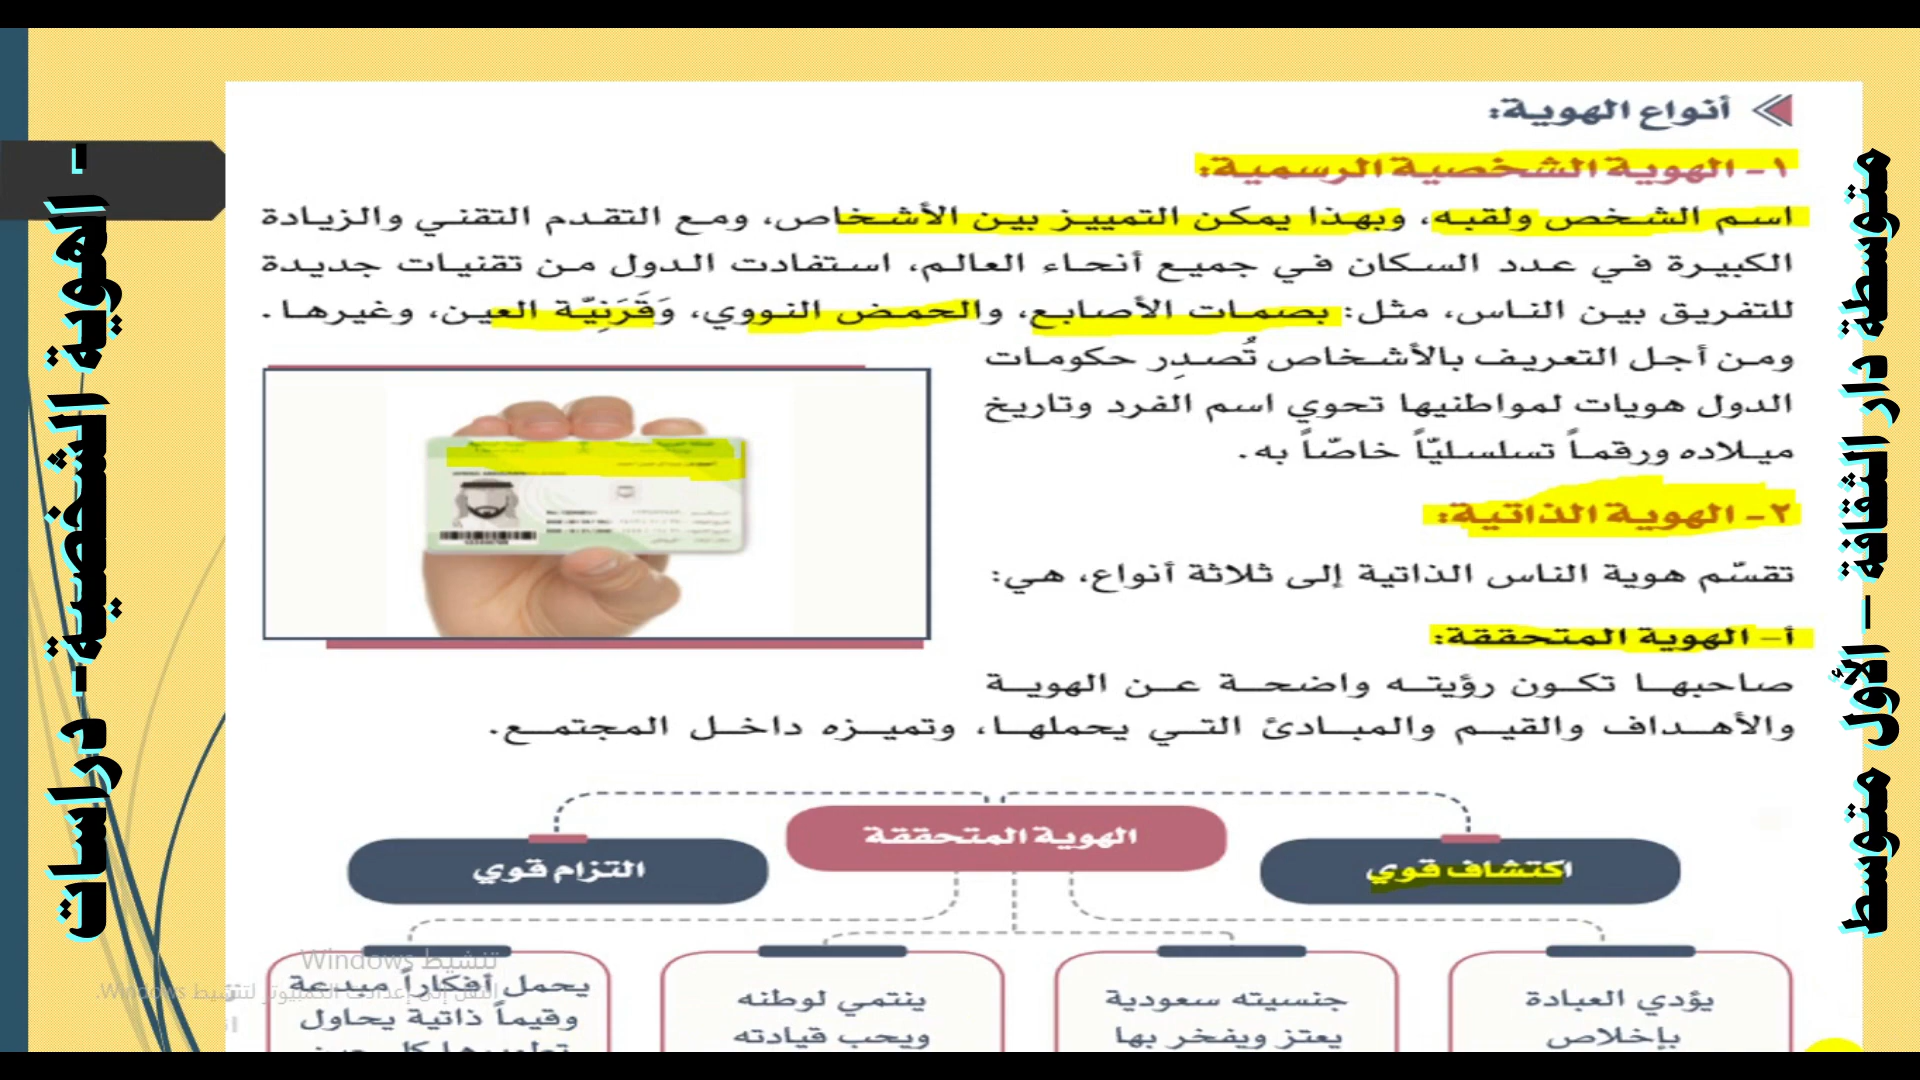 متوسطة دار الثقافة – الأول متوسط
أنواع الهوية:
١- الهوية الشخصية الرسمية:
اسم الشخص ولقبه، وبهذا يمكن التمييز بين الأشخاص، ومع التقدم التقني والزيادة
الكبيرة في عدد السكان في جميع أنحاء العالم، استفادت الدول من تقنيات جديدة
للتفريق بين الناس، مثل: بصمات الأصابع، والحمض النووي، وَقَرَنِيّة العين، وغيرها.
ومن أجل التعريف بالأشخاص تُصدِر حكومات
الدول هويات لمواطنيها تحوي اسم الفرد وتاريخ
ميلاده ورقماً تسلسليّاً خاصّاً به.
٢- الهوية الذاتية:
تقسّم هوية الناس الذاتية إلى ثلاثة أنواع، هي:
أ– الهوية المتحققة:
صاحبها تكون رؤيته واضحة عن الهوية
والأهداف والقيم والمبادئ التي يحملها، وتميزه داخل المجتمع.
الهوية المتحققة
اكتشاف قوي
التزام قوي
يؤدي العبادة
بإخلاص
جنسيته سعودية
يعتز ويفخر بها
ينتمي لوطنه
ويحب قيادته
يحمل أفكاراً مبدعة
وقيماً ذاتية يحاول
تنشيط Windows
انتقل إلى إعدادات الكمبيوتر لتنشيط Windows.
- الهوية الشخصية- دراسات